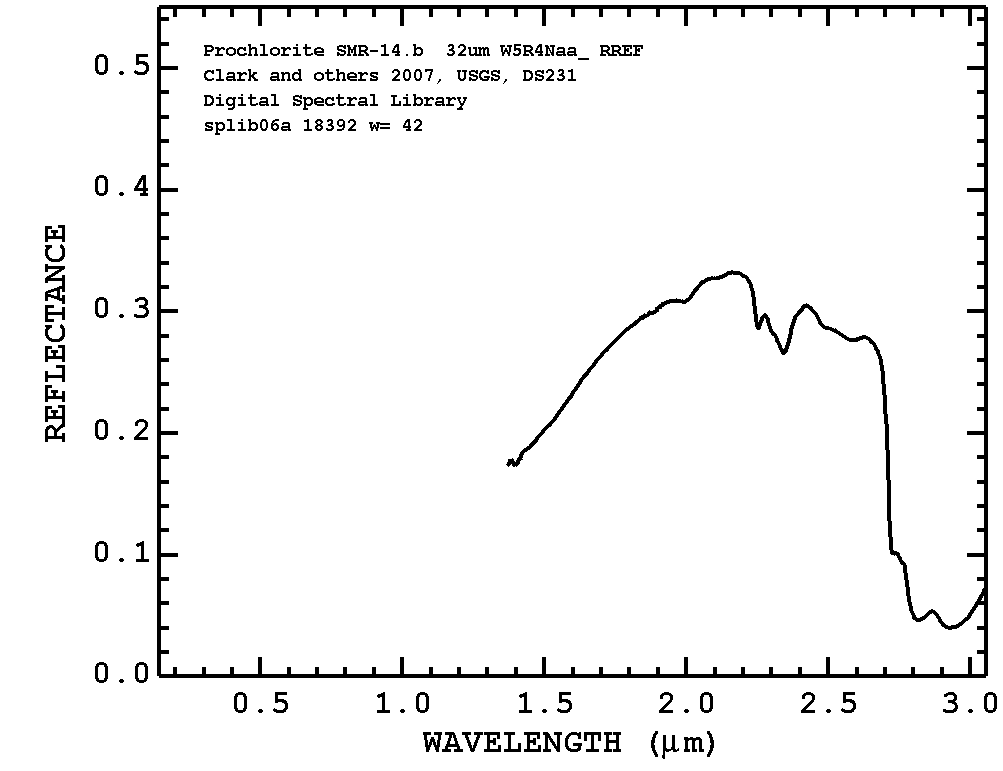 Prochlorite SMR-14.b 32um W5R4Naa_ RREF
Clark and others 2007, USGS, DS231
Digital Spectral Library
splib06a 18392 w= 42
0.5
0.4
0.3
0.2
0.1
0.0
REFLECTANCE
0.5 1.0 1.5 2.0 2.5 3.0
WAVELENGTH (μm)